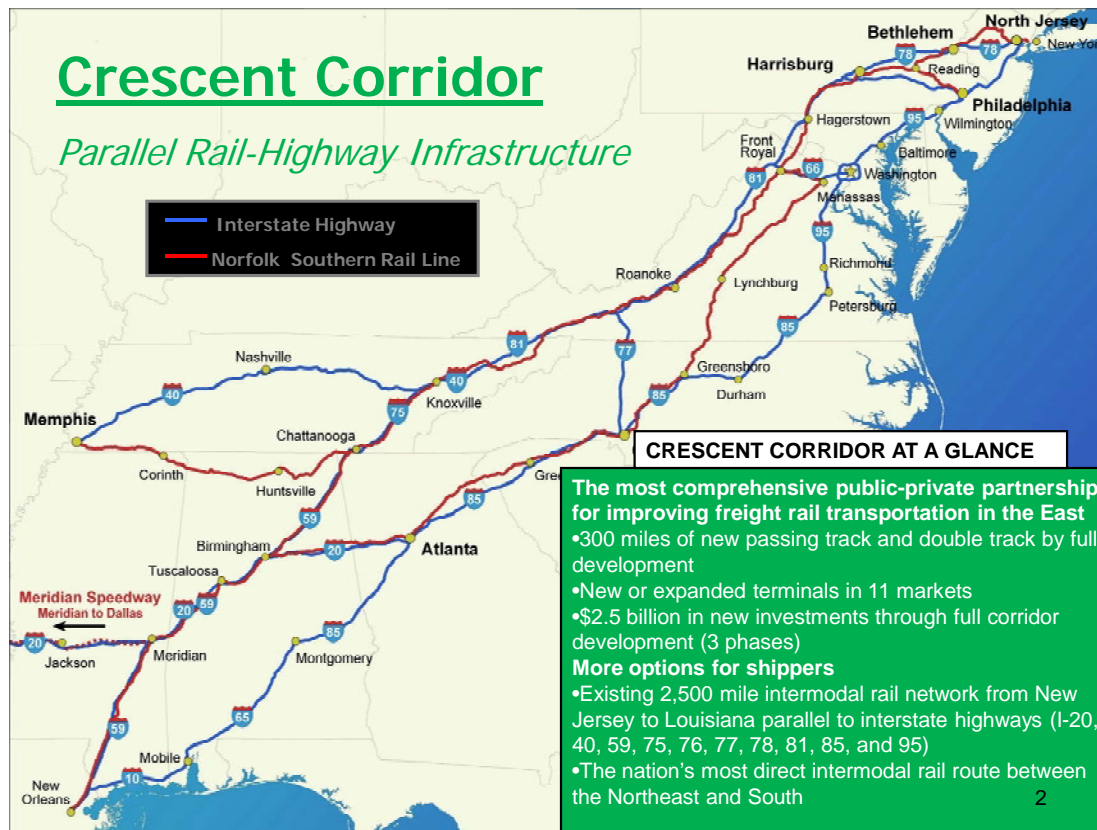 Crescent Corridor
Parallel Rail-Highway Infrastructure
Interstate Highway
Norfolk Southern Rail Line
North Jersey
Bethlehem
New York
78
78
Harrisburg
Reading
Philadelphia
Hagerstown
95
Wilmington
Front
Royal
Baltimore
66
81
Washington
Manassas
95
Roanoke
Lynchburg
Richmond
Petersburg
81
85
77
Nashville
Greensboro
40
40
Knoxville
85
Durham
75
Memphis
Chattanooga
Corinth
Huntsville
85
59
Birmingham
20
Atlanta
Tuscaloosa
59
20
Meridian Speedway
Meridian to Dallas
85
20
Jackson
Meridian
Montgomery
59
65
Mobile
10
New
Orleans
CRESCENT CORRIDOR AT A GLANCE
The most comprehensive public-private partnership
for improving freight rail transportation in the East
•300 miles of new passing track and double track by full
development
•New or expanded terminals in 11 markets
•$2.5 billion in new investments through full corridor
development (3 phases)
More options for shippers
•Existing 2,500 mile intermodal rail network from New
Jersey to Louisiana parallel to interstate highways (I-20,
40, 59, 75, 76, 77, 78, 81, 85, and 95)
•The nation's most direct intermodal rail route between
the Northeast and South
2